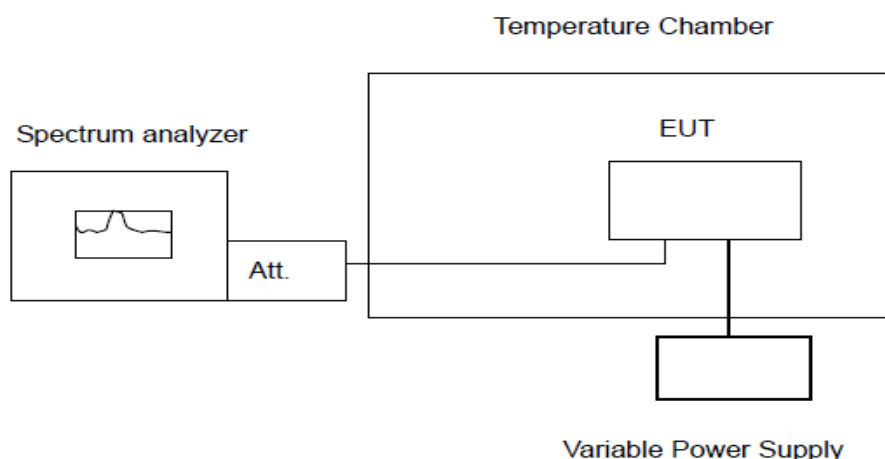 Temperature Chamber
Spectrum analyzer
EUT
Att.
Variable Power Supply